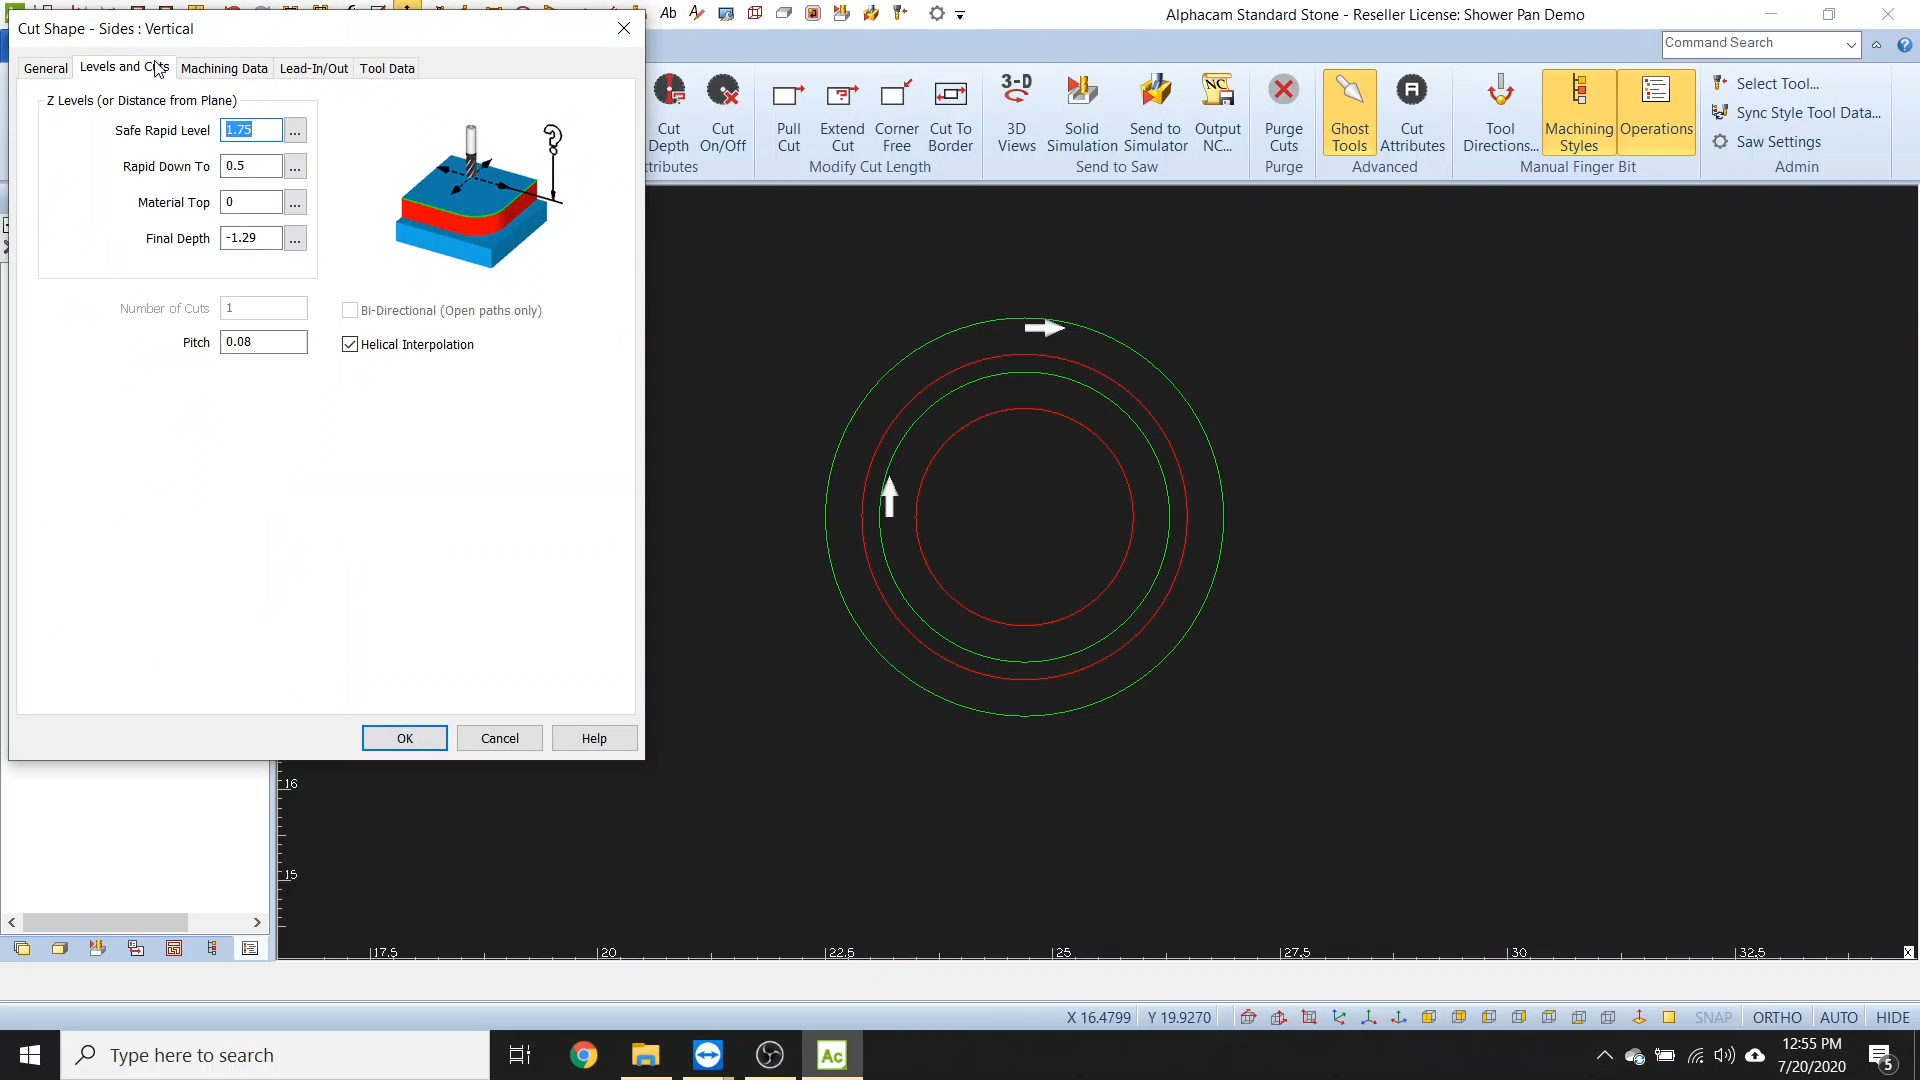 Ab
Alphacam Standard Stone - Reseller License: Shower Pan Demo
Cut Shape - Sides : Vertical
Command Search
General
Levels and Cuts
Machining Data
Lead-In/Out
Tool Data
Z Levels (or Distance from Plane)
Safe Rapid Level
1.75
...
Rapid Down To
0.5
...
Material Top
0
...
Final Depth
-1.29
...
Number of Cuts
1
Bi-Directional (Open paths only)
Pitch
0.08
Helical Interpolation
OK
Cancel
Help
Cut
Depth
Cut
On/Off
Pull
Cut
Extend
Cut
Corner
Free
Cut To
Border
3-D
3D
Views
Solid
Simulation
Send to
Simulator
Output
NC...
Purge
Cuts
Ghost
Tools
Cut
Attributes
Tool
Directions...
Machining
Styles
Operations
Select Tool...
Sync Style Tool Data...
Saw Settings
tributes
Modify Cut Length
Send to Saw
Purge
Advanced
Manual Finger Bit
Admin
16
15
17.5
20
22.5
25
27.5
30
32.5
X
X 16.4799
Y 19.9270
SNAP
ORTHO
AUTO
HIDE
Type here to search
Ac
12:55 PM
7/20/2020
5